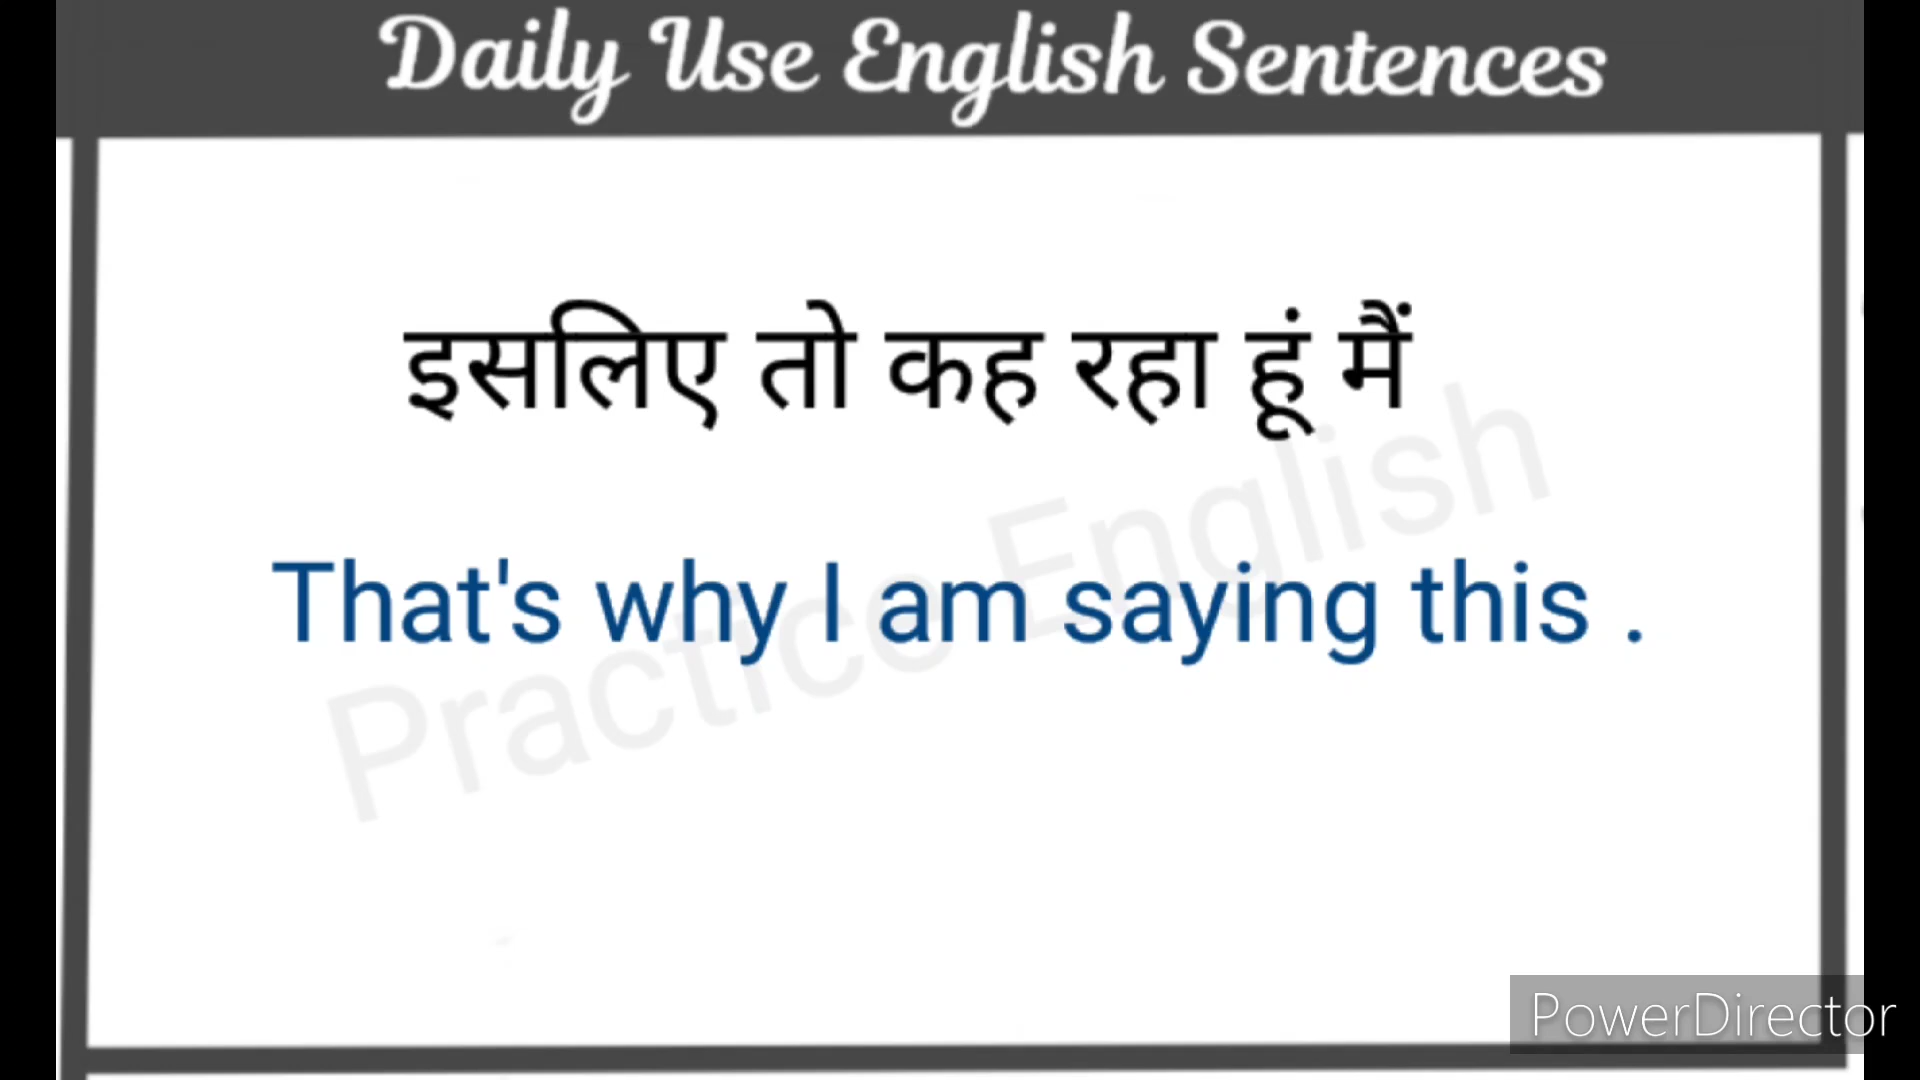 Daily Use English Sentences
इसलिए तो कह रहा हूं मैं
That's why I am saying this .
Practice English
PowerDirector